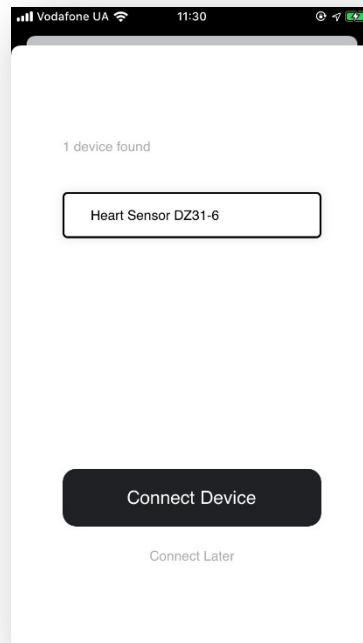 Vodafone UA 11:30
1 device found
Heart Sensor DZ31-6
Connect Device
Connect Later